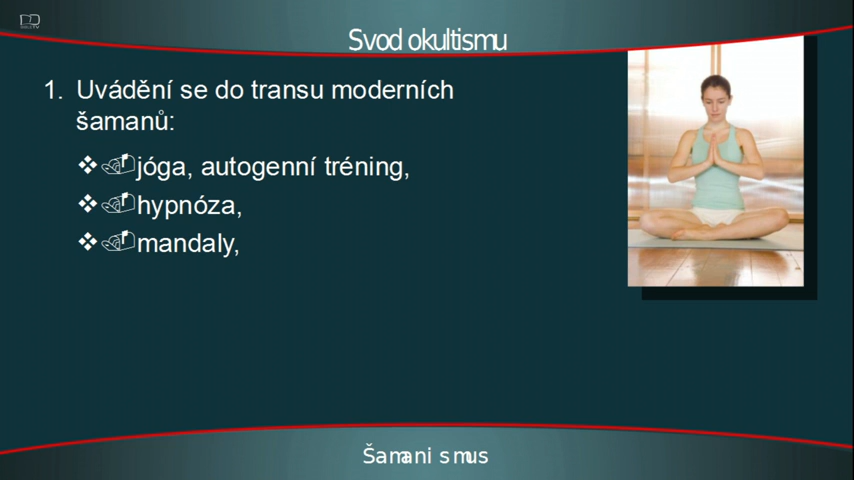 Svod okultismu
1. Uvádění se do transu moderních
šamanů:
❖ jóga, autogenní tréning,
❖ hypnóza,
❖ mandaly,
Šamanismus